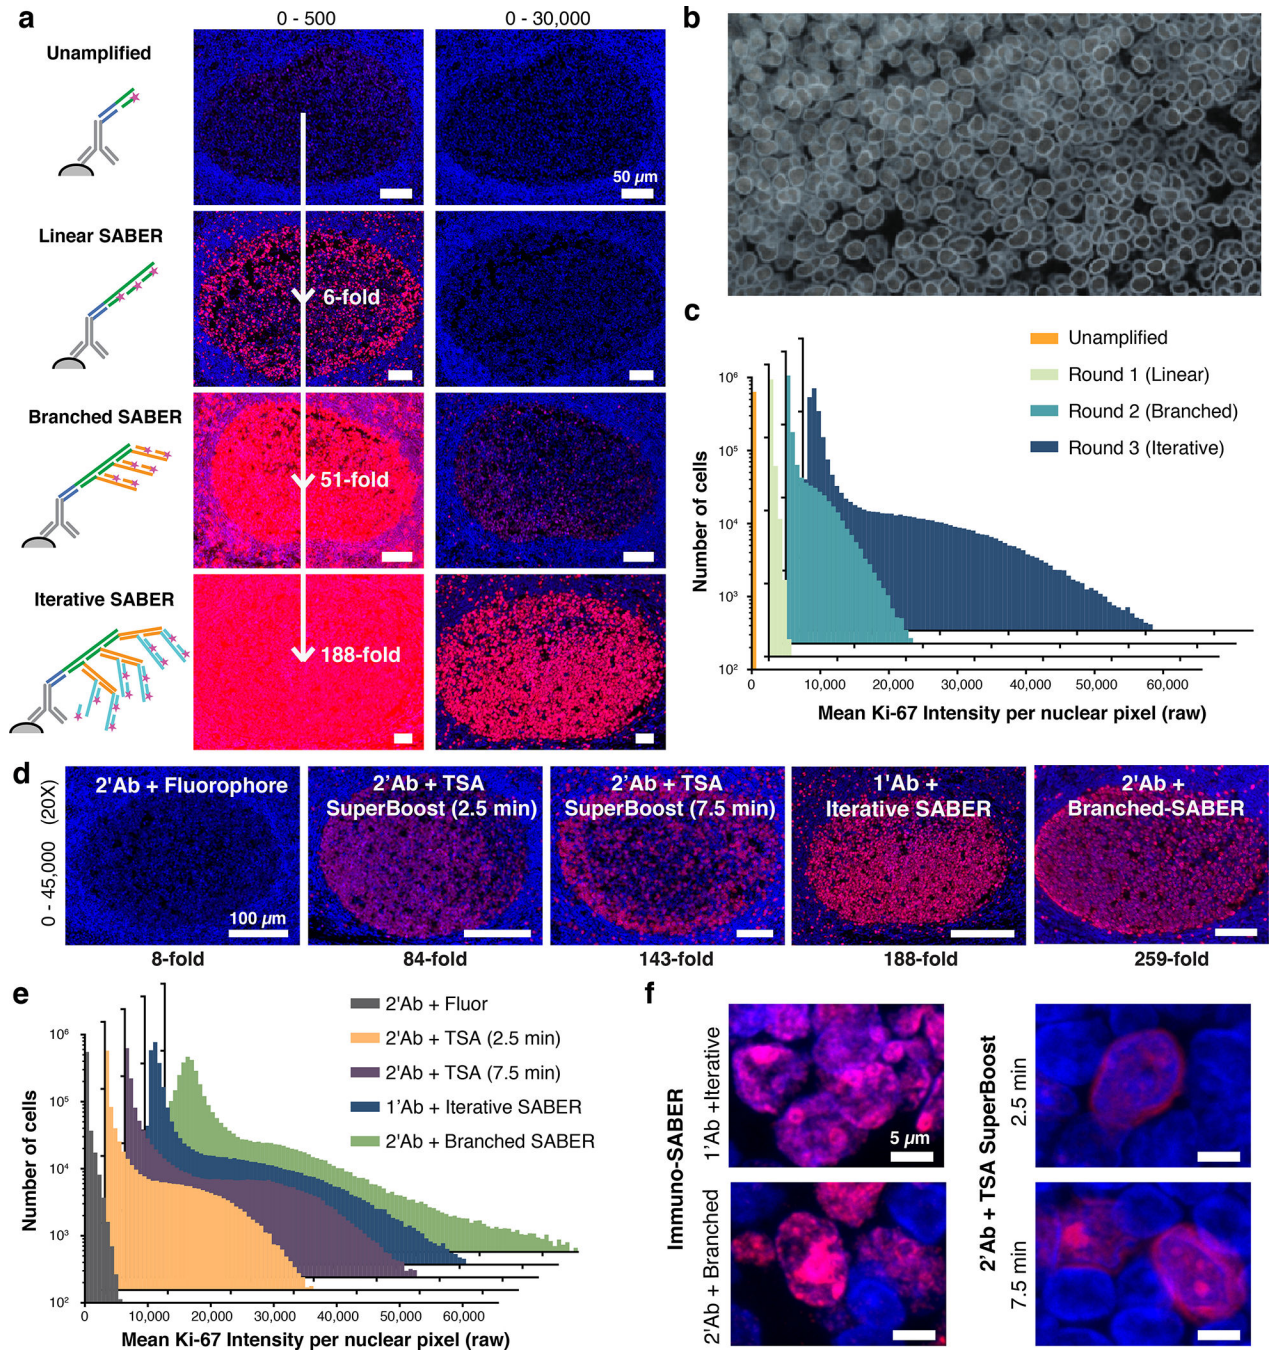 a
0 - 500
0 - 30,000
Unamplified
50 µm
Linear SABER
6-fold
Branched SABER
51-fold
Iterative SABER
188-fold
b
c
Unamplified
Round 1 (Linear)
Round 2 (Branched)
Round 3 (Iterative)
Number of cells
10⁶
10⁵
10⁴
10³
10²
0
10,000
20,000
30,000
40,000
50,000
60,000
Mean Ki-67 Intensity per nuclear pixel (raw)
d
0 - 45,000 (20X)
2'Ab + Fluorophore
100 µm
8-fold
2'Ab + TSA
SuperBoost (2.5 min)
84-fold
2'Ab + TSA
SuperBoost (7.5 min)
143-fold
1'Ab +
Iterative SABER
188-fold
2'Ab +
Branched-SABER
259-fold
e
2'Ab + Fluor
2'Ab + TSA (2.5 min)
2'Ab + TSA (7.5 min)
1'Ab + Iterative SABER
2'Ab + Branched SABER
Number of cells
10⁶
10⁵
10⁴
10³
10²
0
10,000
20,000
30,000
40,000
50,000
60,000
Mean Ki-67 Intensity per nuclear pixel (raw)
f
Immuno-SABER
1'Ab +Iterative
5 µm
2'Ab + Branched
2'Ab + TSA SuperBoost
2.5 min
7.5 min